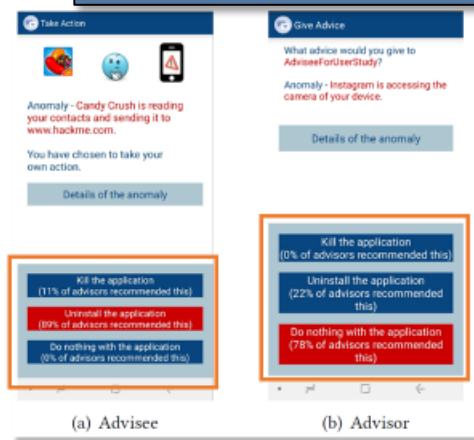 Take Action
Anomaly - Candy Crush is reading
your contacts and sending it to
www.hackme.com.
You have chosen to take your
own action.
Details of the anomaly
Kill the application
(11% of advisors recommended this)
Uninstall the application
(89% of advisors recommended this)
Do nothing with the application
(0% of advisors recommended this)
(a) Advisee
Give Advice
What advice would you give to
AdviseeForUserStudy?
Anomaly - Instagram is accessing the
camera of your device.
Details of the anomaly
Kill the application
(0% of advisors recommended this)
Uninstall the application
(22% of advisors recommended
this)
Do nothing with the application
(78% of advisors recommended
this)
(b) Advisor